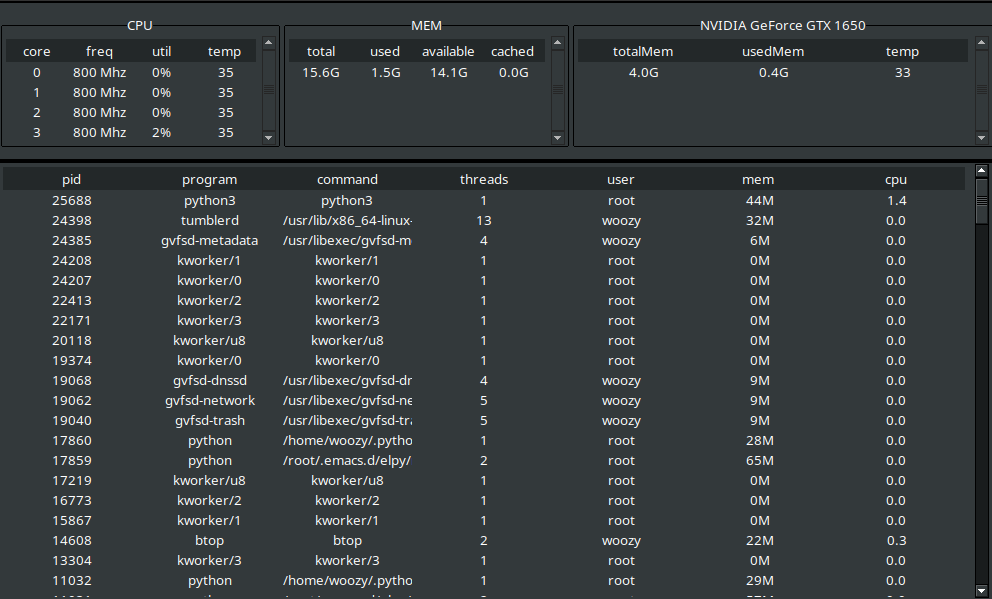 CPU MEM NVIDIA GeForce GTX 1650
core freq util temp total used available cached totalMem usedMem temp
0 800 Mhz 0% 35 15.6G 1.5G 14.1G 0.0G 4.0G 0.4G 33
1 800 Mhz 0% 35
2 800 Mhz 0% 35
3 800 Mhz 2% 35
pid program command threads user mem cpu
25688 python3 python3 1 root 44M 1.4
24398 tumblerd /usr/lib/x86_64-linux- 13 woozy 32M 0.0
24385 gvfsd-metadata /usr/libexec/gvfsd-m 4 woozy 6M 0.0
24208 kworker/1 kworker/1 1 root 0M 0.0
24207 kworker/0 kworker/0 1 root 0M 0.0
22413 kworker/2 kworker/2 1 root 0M 0.0
22171 kworker/3 kworker/3 1 root 0M 0.0
20118 kworker/u8 kworker/u8 1 root 0M 0.0
19374 kworker/0 kworker/0 1 root 0M 0.0
19068 gvfsd-dnssd /usr/libexec/gvfsd-dr 4 woozy 9M 0.0
19062 gvfsd-network /usr/libexec/gvfsd-ne 5 woozy 9M 0.0
19040 gvfsd-trash /usr/libexec/gvfsd-tra 5 woozy 9M 0.0
17860 python /home/woozy/.pytho 1 root 28M 0.0
17859 python /root/.emacs.d/elpy/ 2 root 65M 0.0
17219 kworker/u8 kworker/u8 1 root 0M 0.0
16773 kworker/2 kworker/2 1 root 0M 0.0
15867 kworker/1 kworker/1 1 root 0M 0.0
14608 btop btop 2 woozy 22M 0.3
13304 kworker/3 kworker/3 1 root 0M 0.0
11032 python /home/woozy/.pytho 1 root 29M 0.0